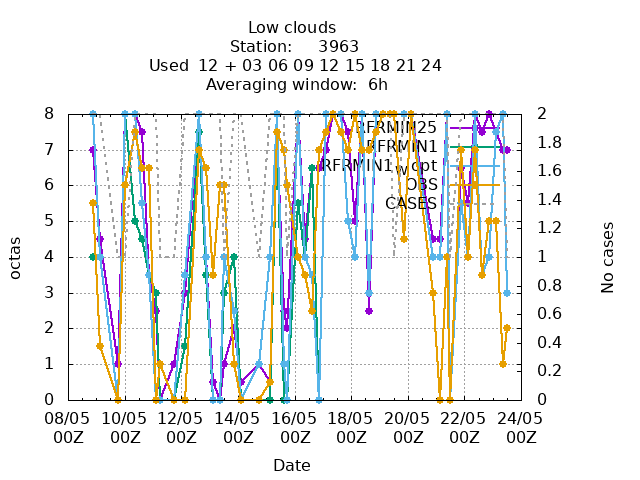 Low clouds
Station: 3963
Used 12 + 03 06 09 12 15 18 21 24
Averaging window: 6h
RFRMIN25
RFRMIN1
RFRMIN1_w_opt
OBS
CASES
octas
8
7
6
5
4
3
2
1
0
No cases
2
1.8
1.6
1.4
1.2
1
0.8
0.6
0.4
0.2
0
08/05 10/05 12/05 14/05 16/05 18/05 20/05 22/05 24/05
00Z 00Z 00Z 00Z 00Z 00Z 00Z 00Z 00Z
Date